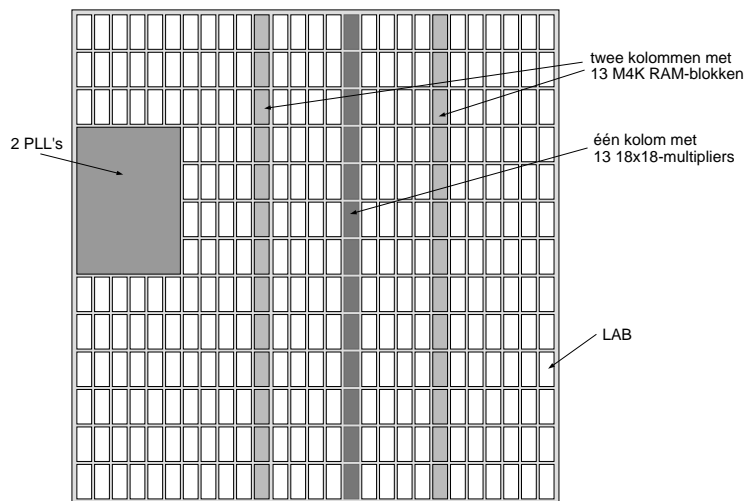 twee kolommen met
13 M4K RAM-blokken
2 PLL's
één kolom met
13 18x18-multipliers
LAB